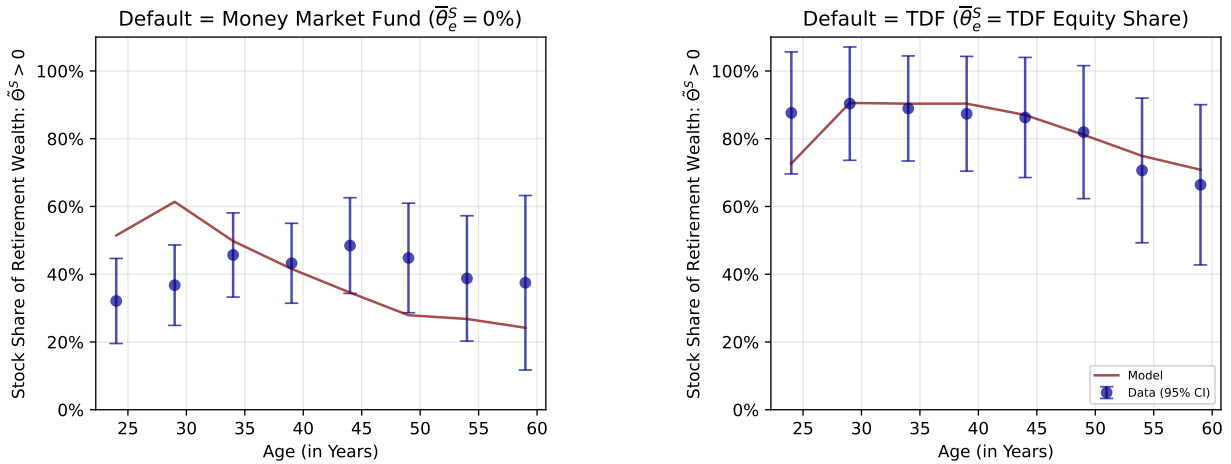 Default = Money Market Fund (θ̅ₑˢ = 0%)
Stock Share of Retirement Wealth: Θ̃ˢ > 0
100%
80%
60%
40%
20%
0%
25 30 35 40 45 50 55 60
Age (in Years)
Default = TDF (θ̅ₑˢ = TDF Equity Share)
Stock Share of Retirement Wealth: Θ̃ˢ > 0
100%
80%
60%
40%
20%
0%
25 30 35 40 45 50 55 60
Age (in Years)
Model
Data (95% CI)